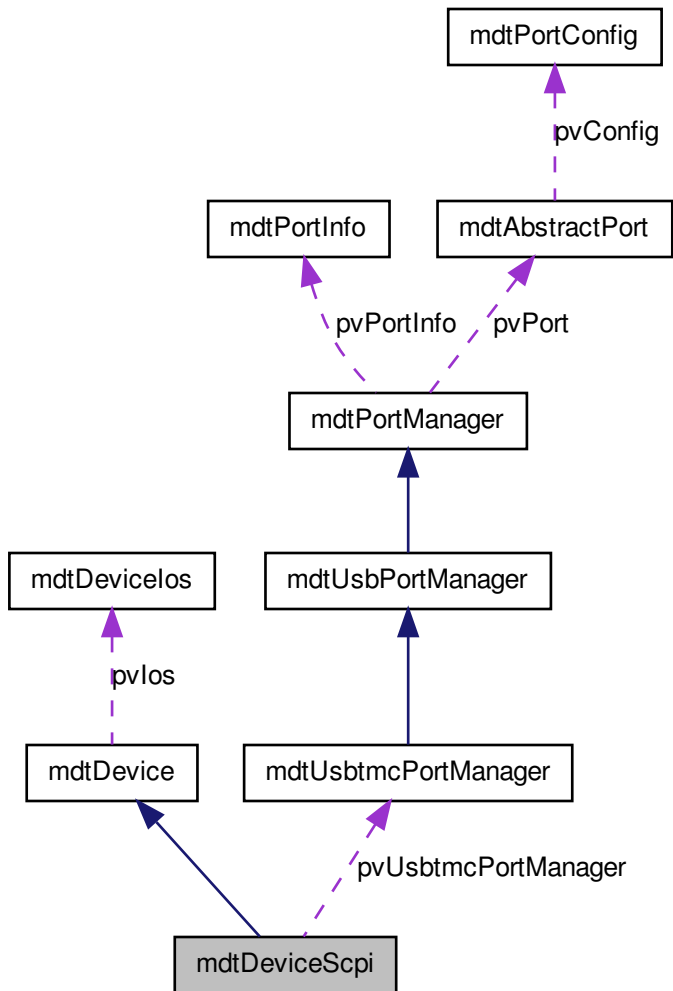 mdtPortConfig
pvConfig
mdtPortInfo
mdtAbstractPort
pvPortInfo
pvPort
mdtPortManager
mdtDeviceIos
mdtUsbPortManager
pvIos
mdtDevice
mdtUsbtmcPortManager
pvUsbtmcPortManager
mdtDeviceScpi